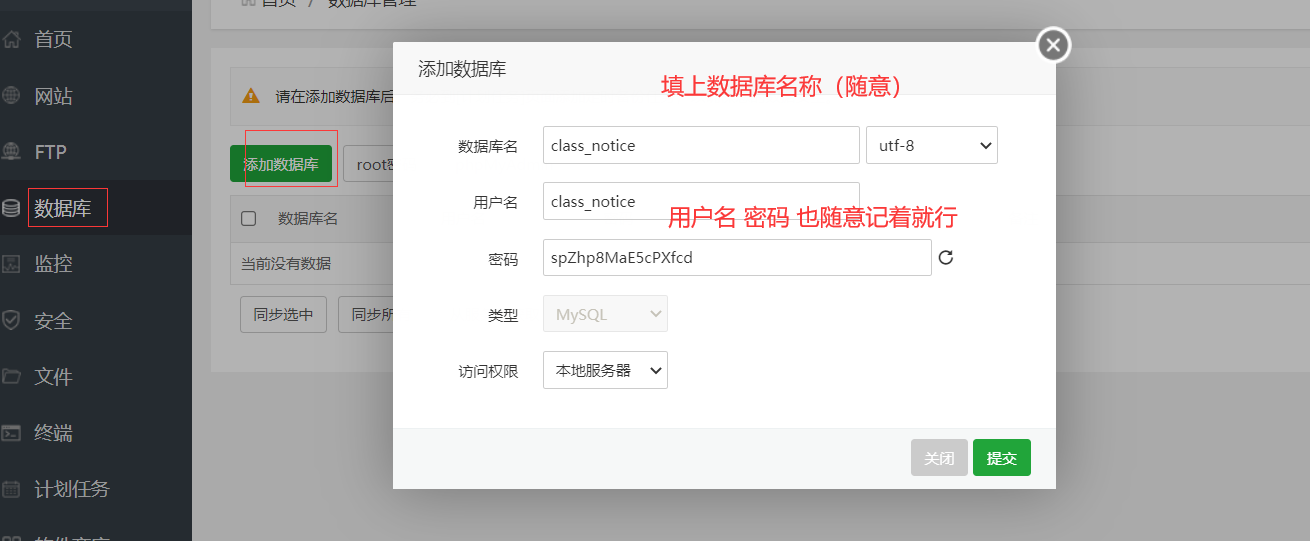 首页 / 数据库管理
首页
网站
FTP
数据库
监控
安全
文件
终端
计划任务
请在添加数据库后
添加数据库
root密
数据库名
当前没有数据
同步选中
同步所
添加数据库
填上数据库名称（随意）
数据库名
class_notice
utf-8
用户名
class_notice
用户名 密码 也随意记着就行
密码
spZhp8MaE5cPXfcd
类型
MySQL
访问权限
本地服务器
关闭
提交